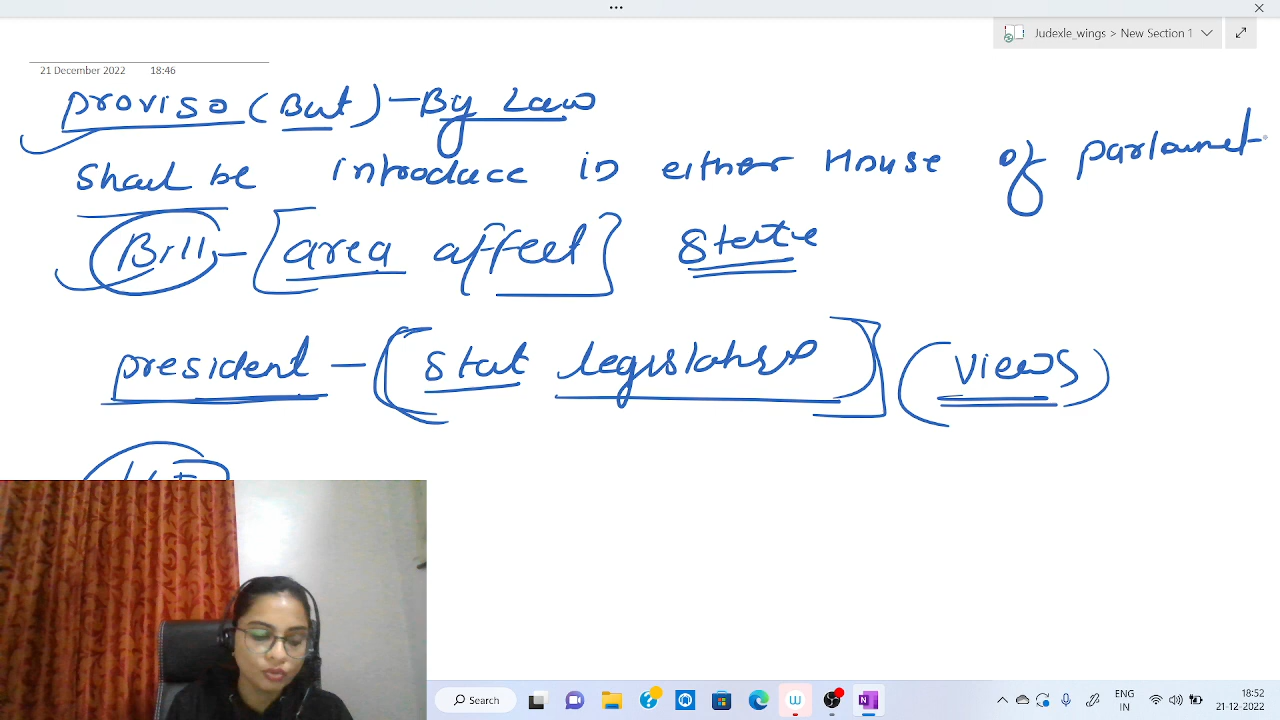 Judexle_wings > New Section 1
21 December 2022 18:46
proviso (But) - By Law
Shall be introduce in either House of parlament
Bill - [area affect] State
president - [Stat legislature] (views)
Search
ENG
IN
18:52
21-12-2022